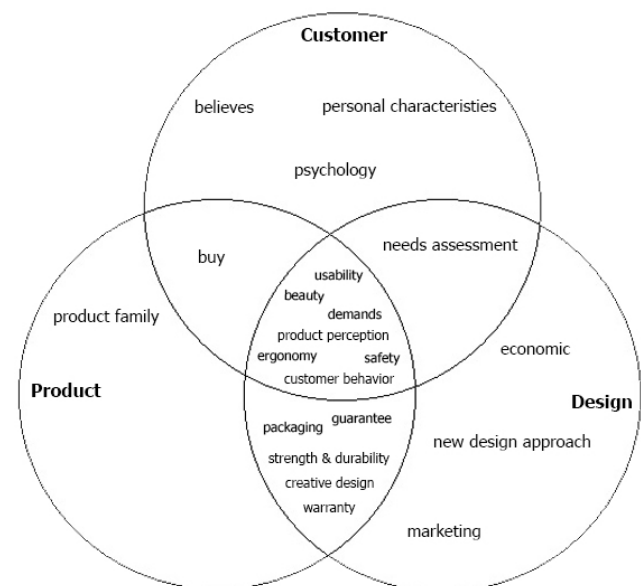 Customer
believes
personal characteristies
psychology
buy
needs assessment
usability
beauty
demands
product perception
ergonomy
safety
customer behavior
product family
Product
economic
Design
guarantee
packaging
new design approach
strength & durability
creative design
warranty
marketing